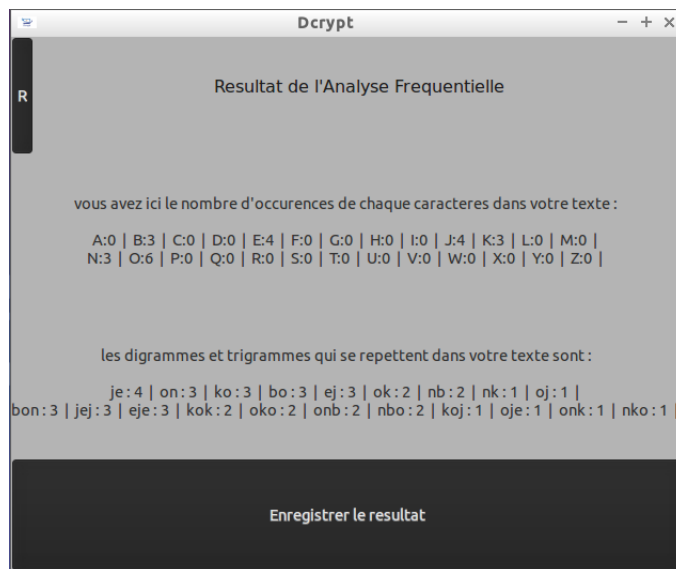 Dcrypt
R
Resultat de l'Analyse Frequentielle
vous avez ici le nombre d'occurences de chaque caracteres dans votre texte :
A:0 | B:3 | C:0 | D:0 | E:4 | F:0 | G:0 | H:0 | I:0 | J:4 | K:3 | L:0 | M:0 |
N:3 | O:6 | P:0 | Q:0 | R:0 | S:0 | T:0 | U:0 | V:0 | W:0 | X:0 | Y:0 | Z:0 |
les digrammes et trigrammes qui se repettent dans votre texte sont :
je : 4 | on : 3 | ko : 3 | bo : 3 | ej : 3 | ok : 2 | nb : 2 | nk : 1 | oj : 1 |
bon : 3 | jej : 3 | eje : 3 | kok : 2 | oko : 2 | onb : 2 | nbo : 2 | koj : 1 | oje : 1 | onk : 1 | nko : 1 |
Enregistrer le resultat